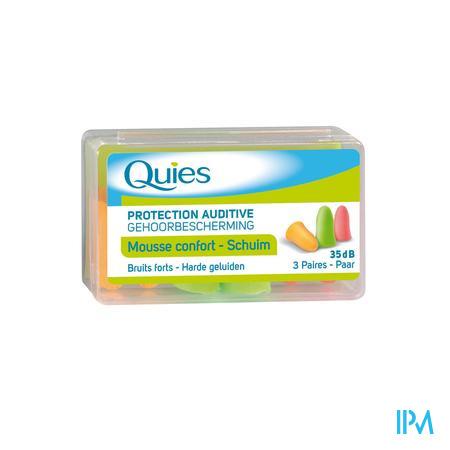 Quies
PROTECTION AUDITIVE
GEHOORBESCHERMING
Mousse confort - Schuim
Bruits forts - Harde geluiden
35dB
3 Paires - Paar
IPM